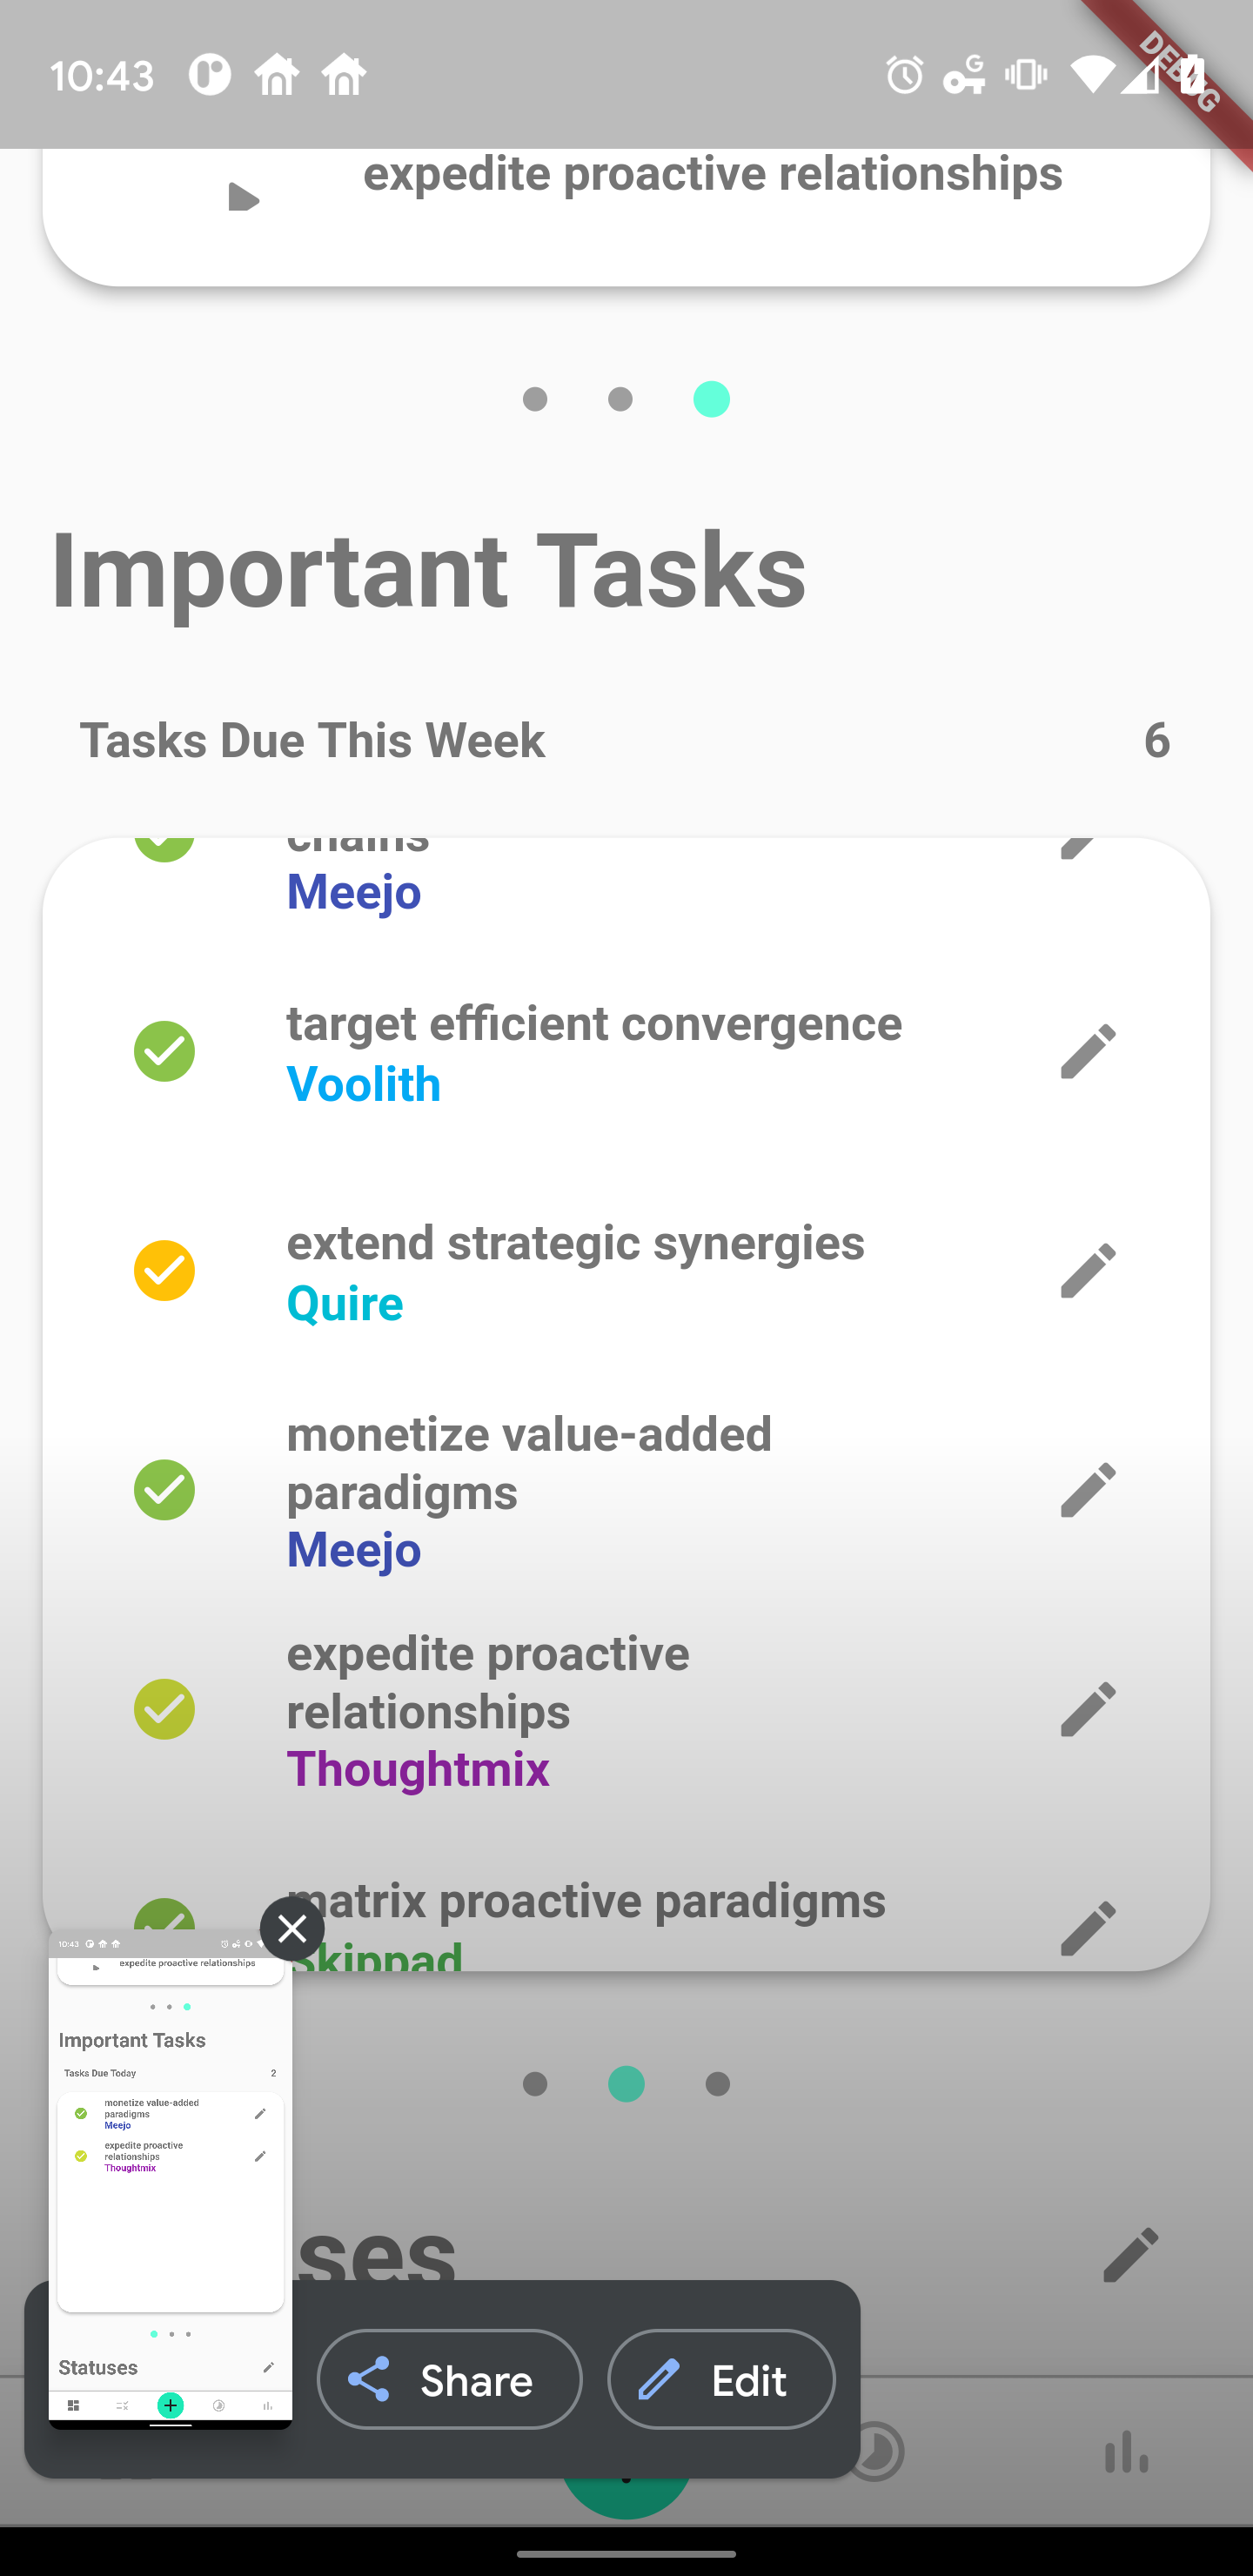 10:43
DEBUG
expedite proactive relationships
Important Tasks
Tasks Due This Week 6
chains
Meejo
target efficient convergence
Voolith
extend strategic synergies
Quire
monetize value-added
paradigms
Meejo
expedite proactive
relationships
Thoughtmix
matrix proactive paradigms
Skippad
10:43
expedite proactive relationships
Important Tasks
Tasks Due Today 2
monetize value-added
paradigms
Meejo
expedite proactive
relationships
Thoughtmix
Statuses
ses
Share Edit